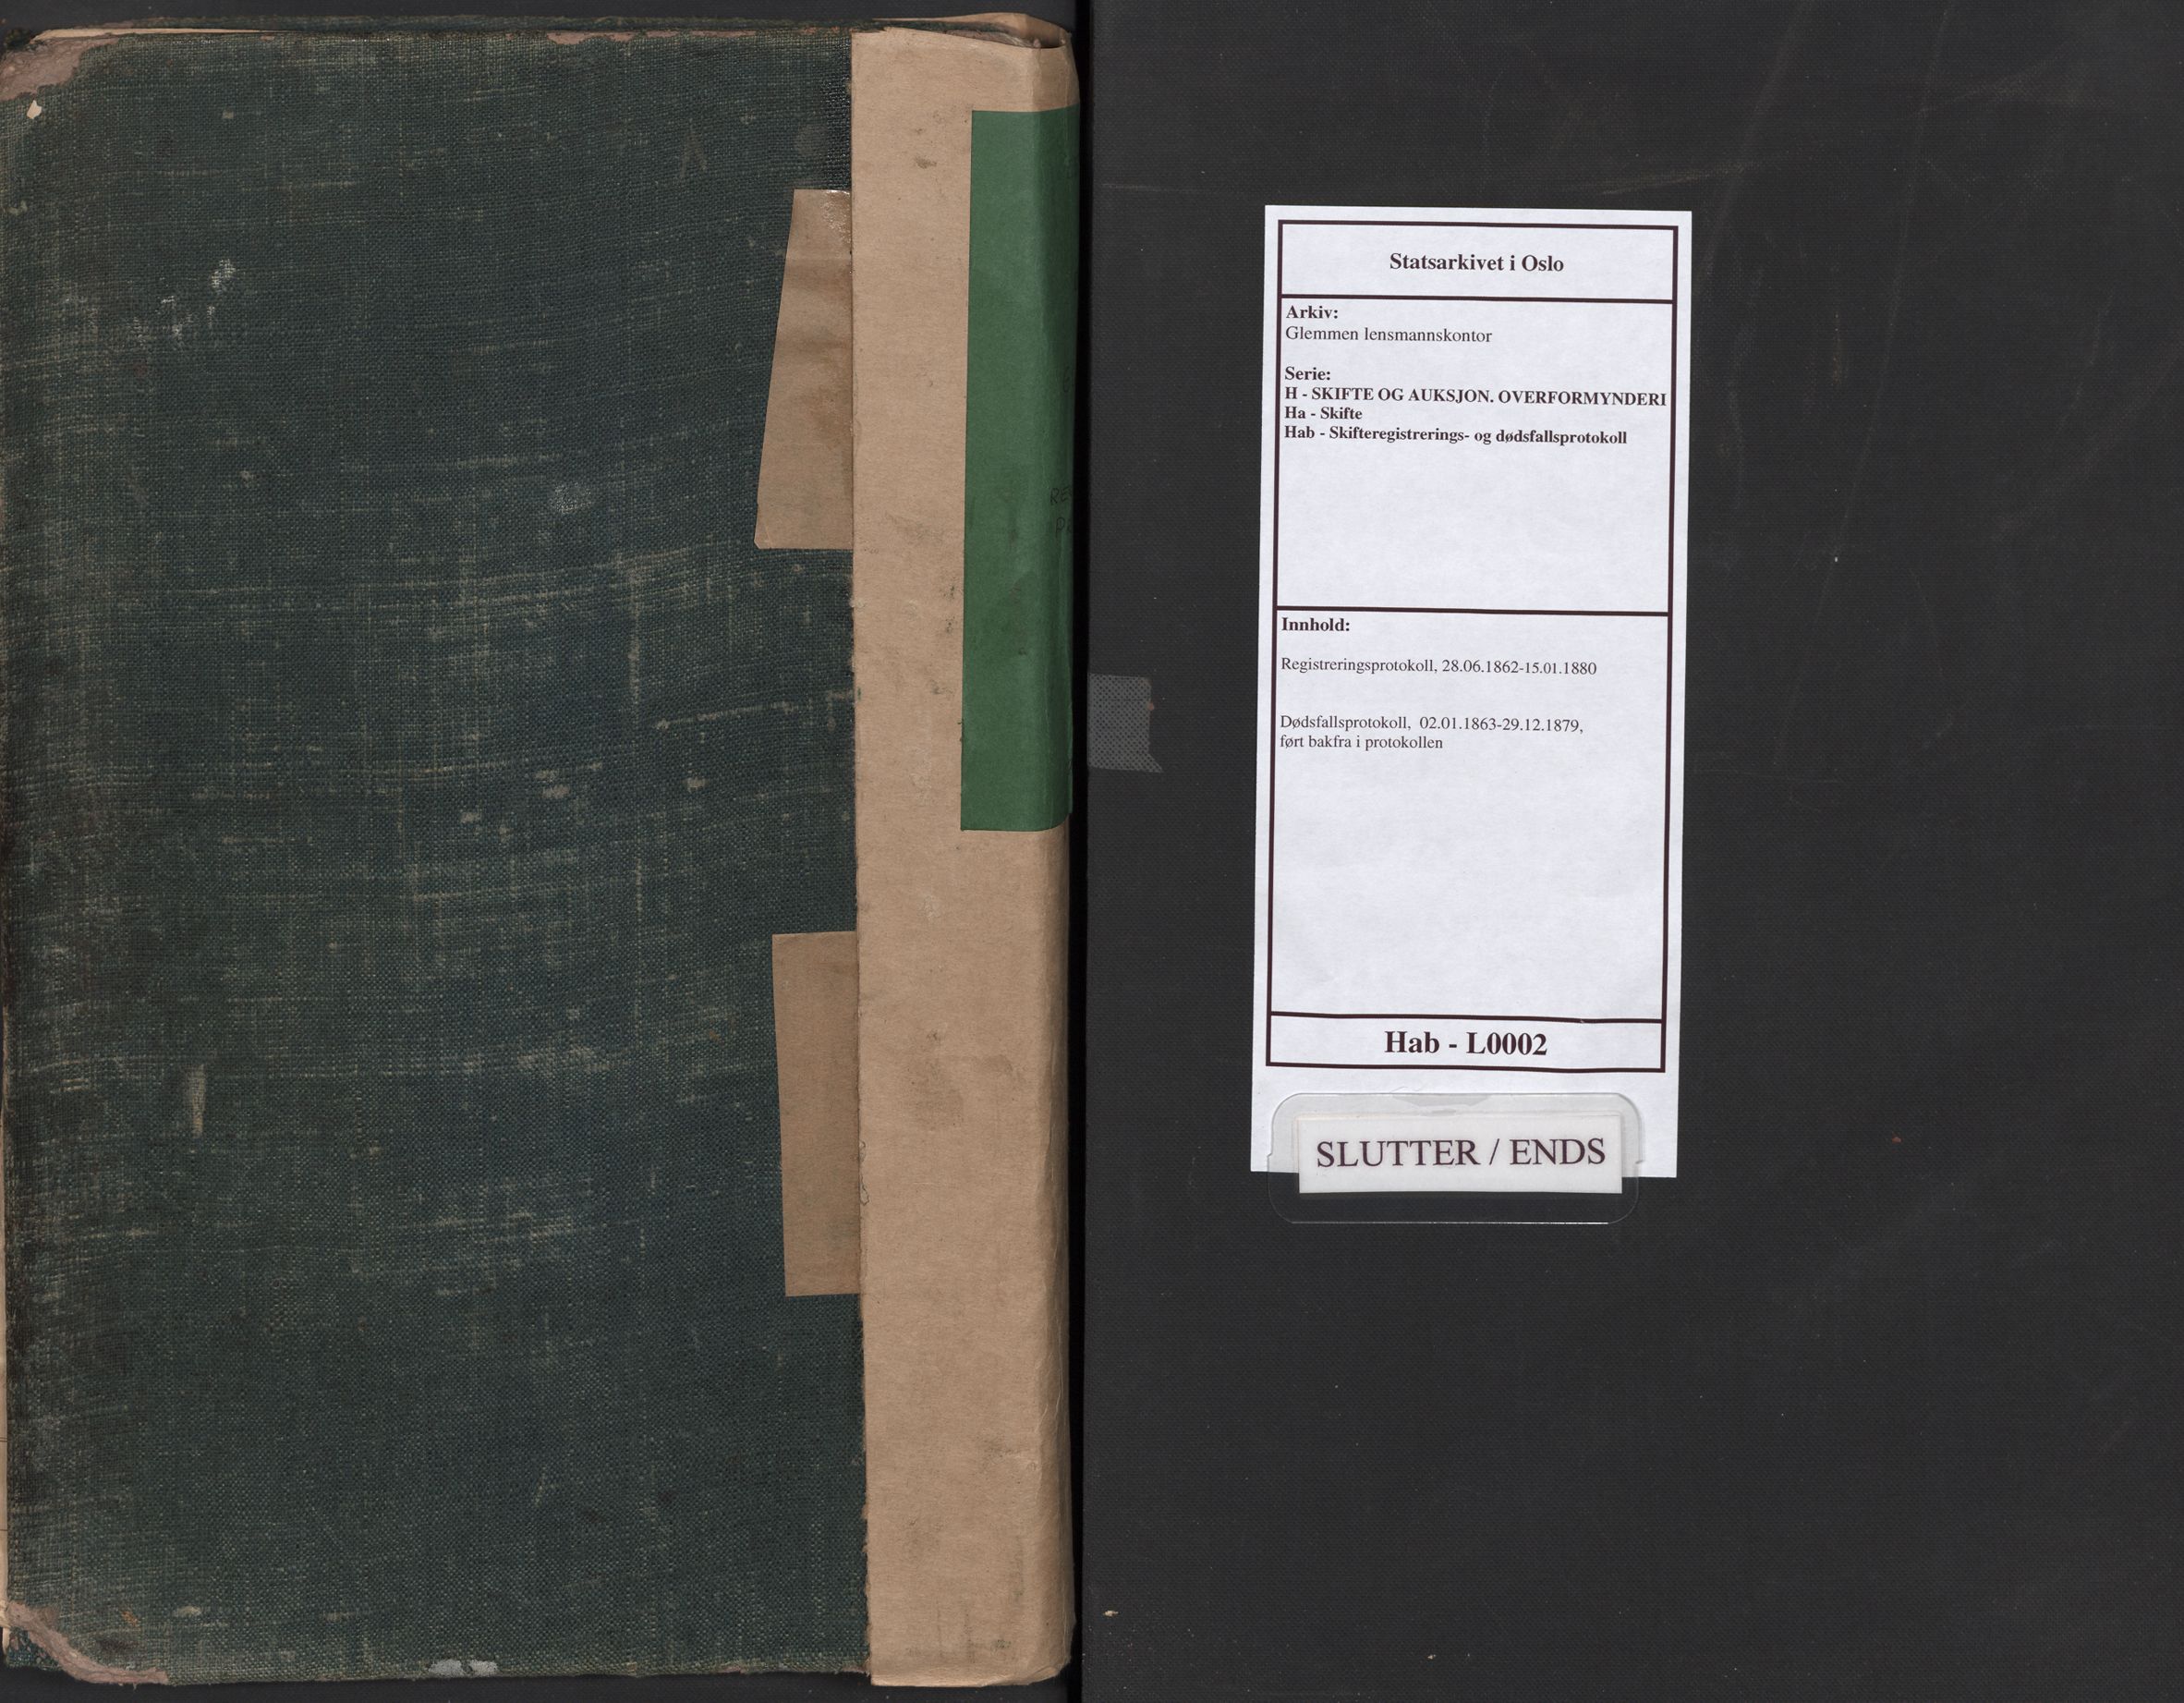 Statsarkivet i Oslo
Arkiv:
Glemmen lensmannskontor
Serie:
H - SKIFTE OG AUKSJON. OVERFORMYNDERI
Ha - Skifte
Hab - Skifteregistrerings- og dødsfallsprotokoll
Innhold:
Registreringsprotokoll, 28.06.1862-15.01.1880
Dødsfallsprotokoll, 02.01.1863-29.12.1879,
ført bakfra i protokollen
Hab - L0002
SLUTTER / ENDS